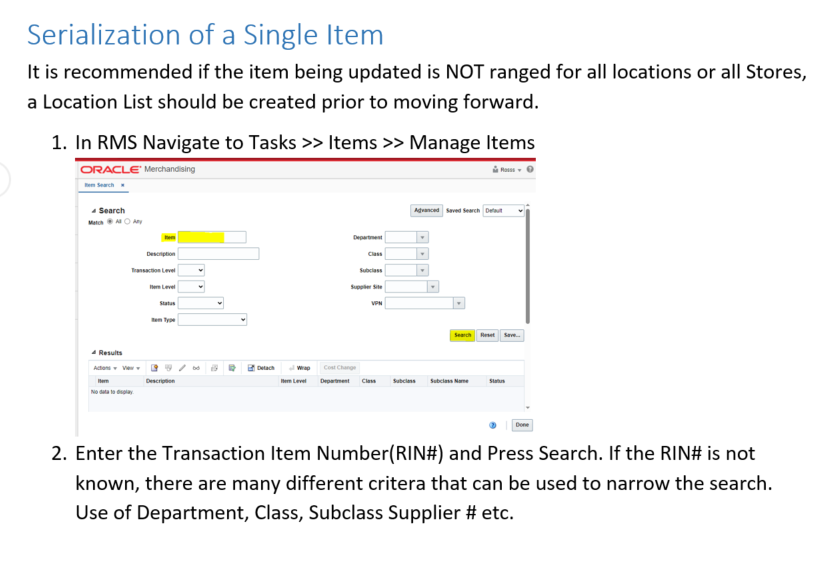 Serialization of a Single Item
It is recommended if the item being updated is NOT ranged for all locations or all Stores,
a Location List should be created prior to moving forward.
1. In RMS Navigate to Tasks >> Items >> Manage Items
ORACLE Merchandising
Item Search
Search
Advanced Saved Search Default
Match All Any
Item
Department
Description
Class
Transaction Level
Subclass
Item Level
Supplier Site
Status
VPN
Item Type
Search Reset Save...
Results
Actions View Detach Wrap Cost Change
Item Description Item Level Department Class Subclass Subclass Name Status
No data to display.
Done
2. Enter the Transaction Item Number(RIN#) and Press Search. If the RIN# is not
known, there are many different critera that can be used to narrow the search.
Use of Department, Class, Subclass Supplier # etc.